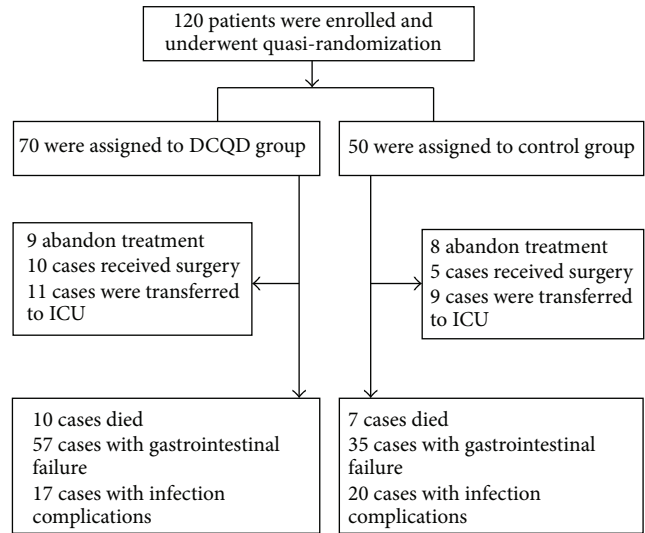 120 patients were enrolled and
underwent quasi-randomization
70 were assigned to DCQD group
50 were assigned to control group
9 abandon treatment
10 cases received surgery
11 cases were transferred
to ICU
8 abandon treatment
5 cases received surgery
9 cases were transferred
to ICU
10 cases died
57 cases with gastrointestinal
failure
17 cases with infection
complications
7 cases died
35 cases with gastrointestinal
failure
20 cases with infection
complications